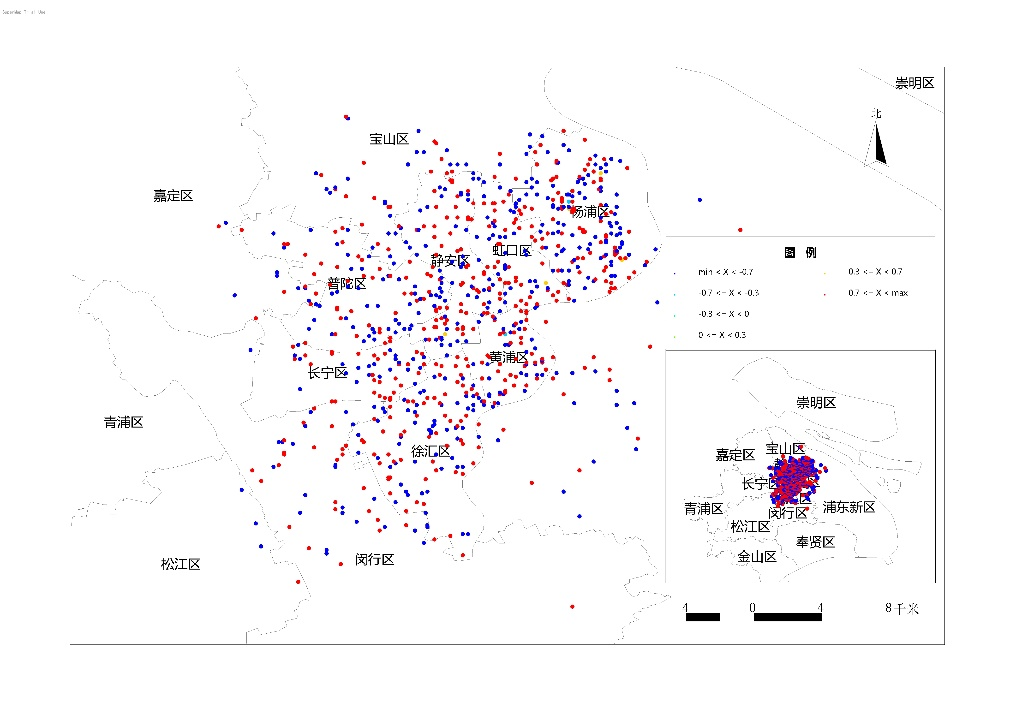 崇明区
北
宝山区
嘉定区
杨浦区
虹口区
静安区
普陀区
图 例
min < X < -0.7
0.3 <= X < 0.7
-0.7 <= X < -0.3
0.7 <= X < max
-0.3 <= X < 0
0 <= X < 0.3
黄浦区
长宁区
青浦区
徐汇区
松江区
闵行区
崇明区
宝山区
嘉定区
长宁区
青浦区
闵行区
浦东新区
松江区
奉贤区
金山区
4 0 4 8千米